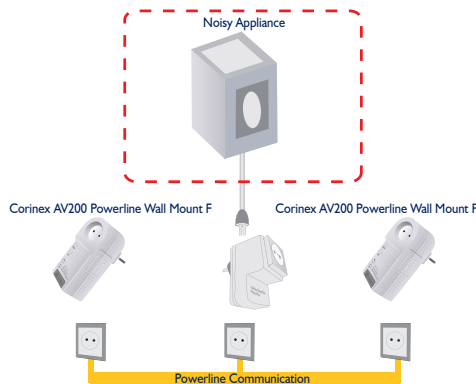 Noisy Appliance
Corinex AV200 Powerline Wall Mount F
Corinex AV200 Powerline Wall Mount F
Powerline Communication